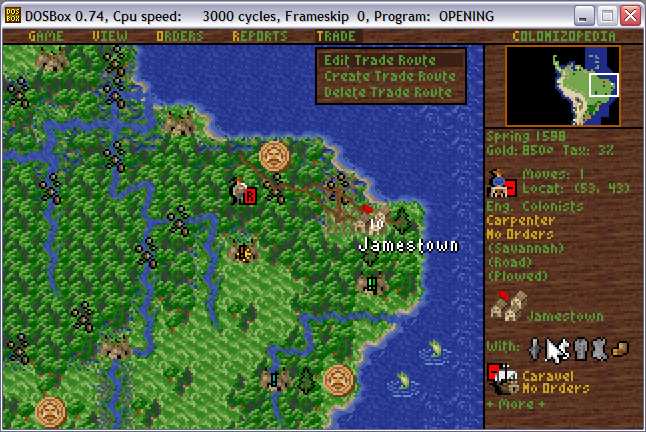 DOSBox 0.74, Cpu speed: 3000 cycles, Frameskip 0, Program: OPENING
GAME VIEW ORDERS REPORTS TRADE COLONIZOPEDIA
Edit Trade Route
Create Trade Route
Delete Trade Route
Spring 1598
Gold: 850¢ Tax: 3%
Moves: 1
Locat: (53, 43)
Eng. Colonists
Carpenter
No Orders
(Savannah)
(Road)
(Plowed)
Jamestown
Jamestown
With:
Caravel
No Orders
+ More +